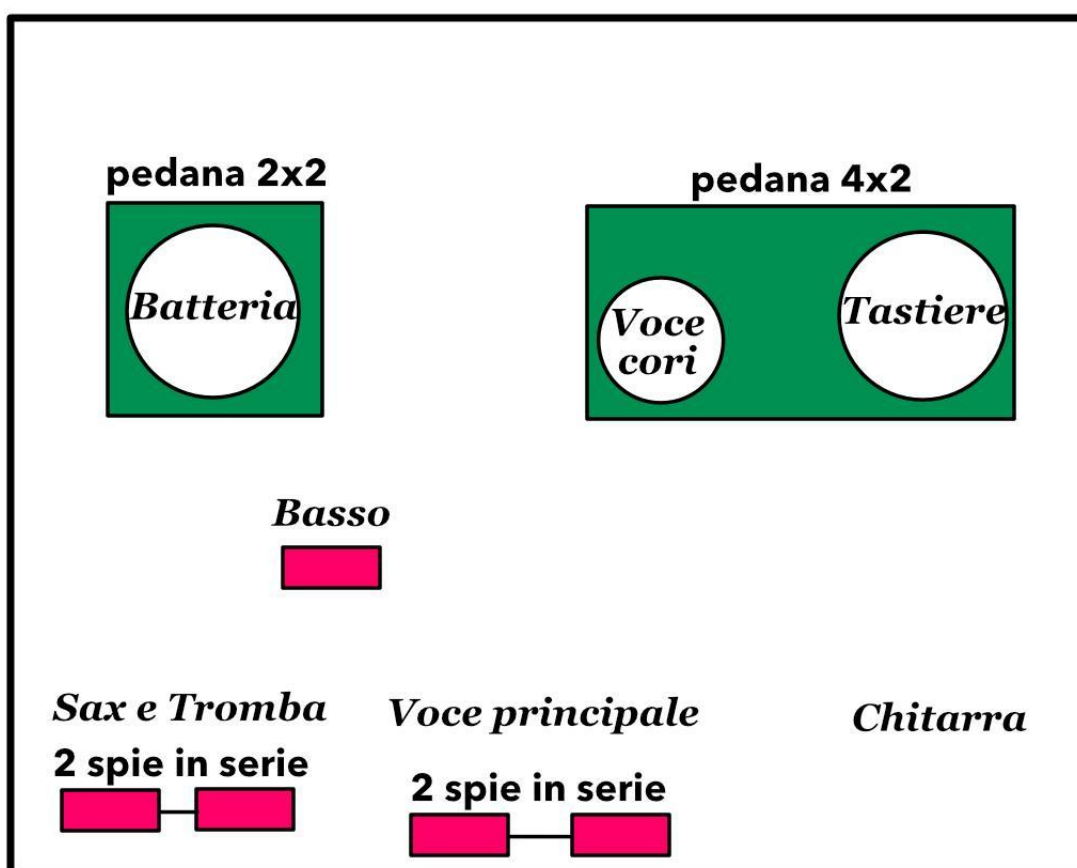 pedana 2x2
pedana 4x2
Batteria
Voce
cori
Tastiere
Basso
Sax e Tromba
2 spie in serie
Voce principale
2 spie in serie
Chitarra